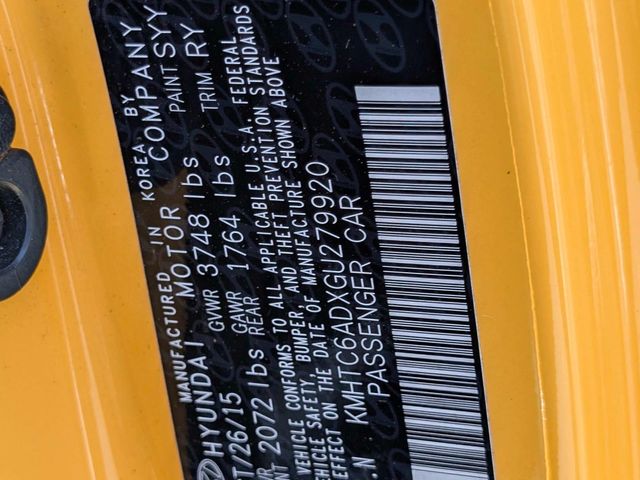 MANUFACTURED IN KOREA BY
HYUNDAI MOTOR COMPANY
/26/15 GVWR 3748 lbs PAINT SYY
GAWR TRIM RY
2072 lbs REAR 1764 lbs
VEHICLE CONFORMS TO ALL APPLICABLE U.S.A. FEDERAL
VEHICLE SAFETY, BUMPER, AND THEFT PREVENTION STANDARDS
EFFECT ON THE DATE OF MANUFACTURE SHOWN ABOVE
.N KMHTC6ADXGU279920
PASSENGER CAR